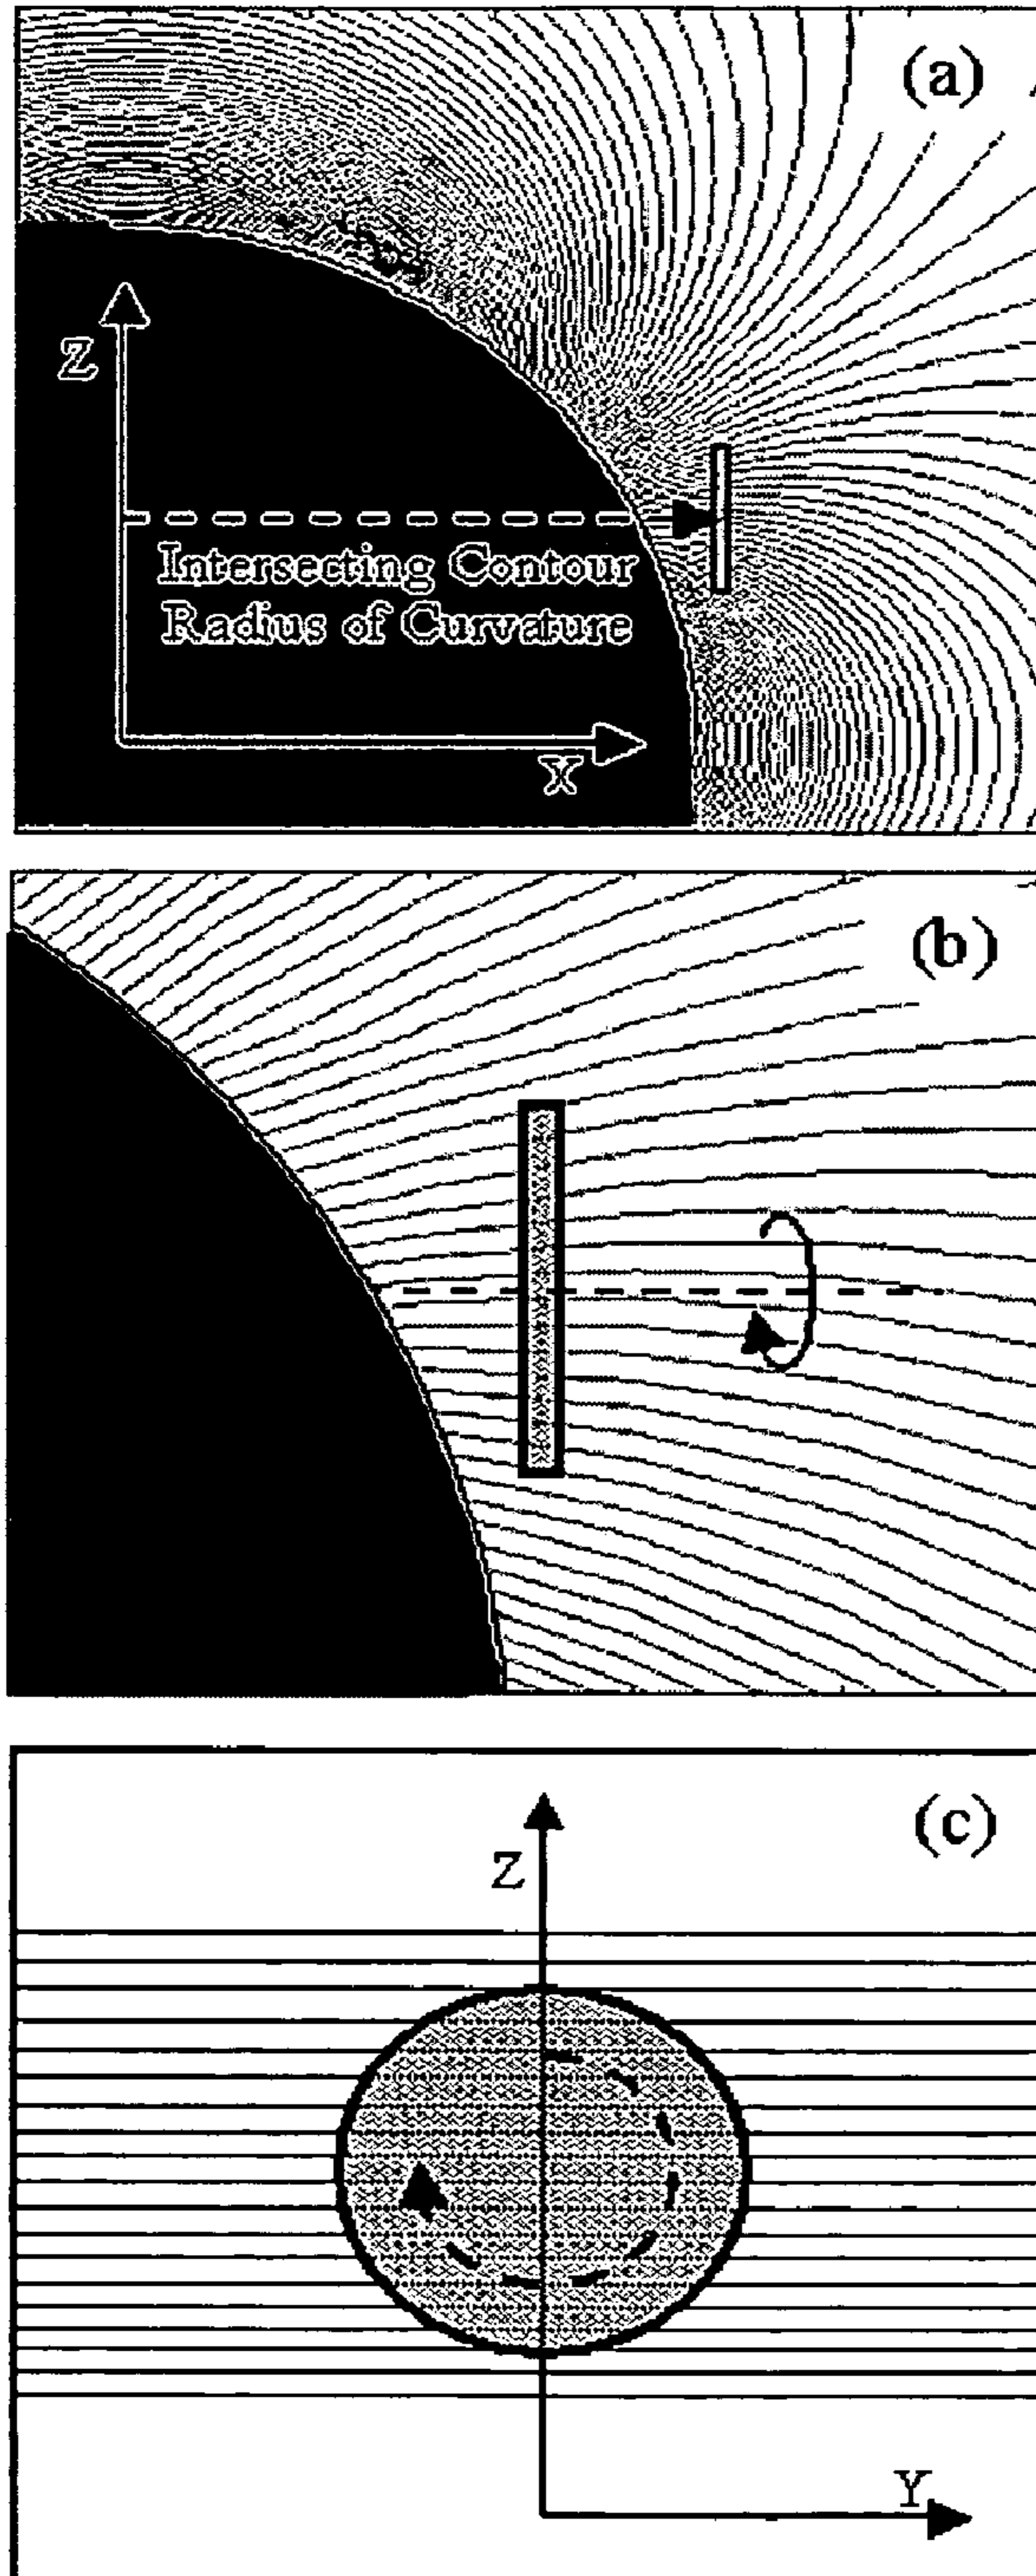 (a)
Z
Intersecting Contour
Radius of Curvature
X
(b)
(c)
Z
Y